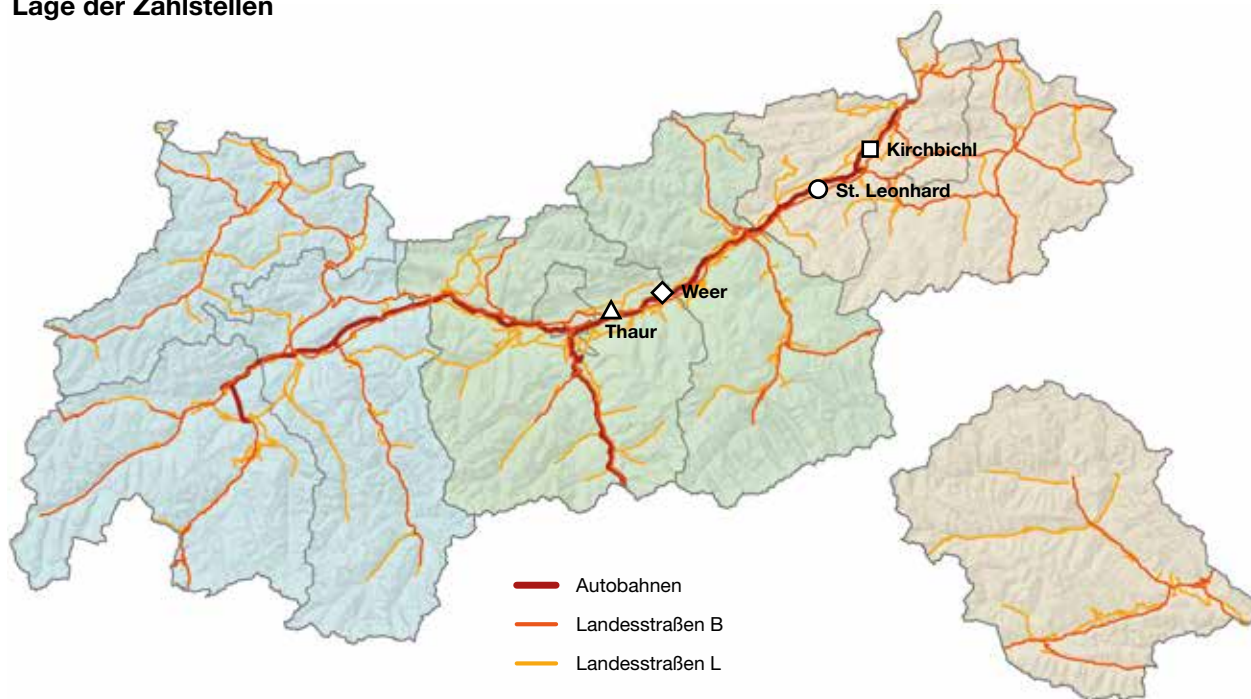 Lage der Zählstellen
Kirchbichl
St. Leonhard
Weer
Thaur
Autobahnen
Landesstraßen B
Landesstraßen L